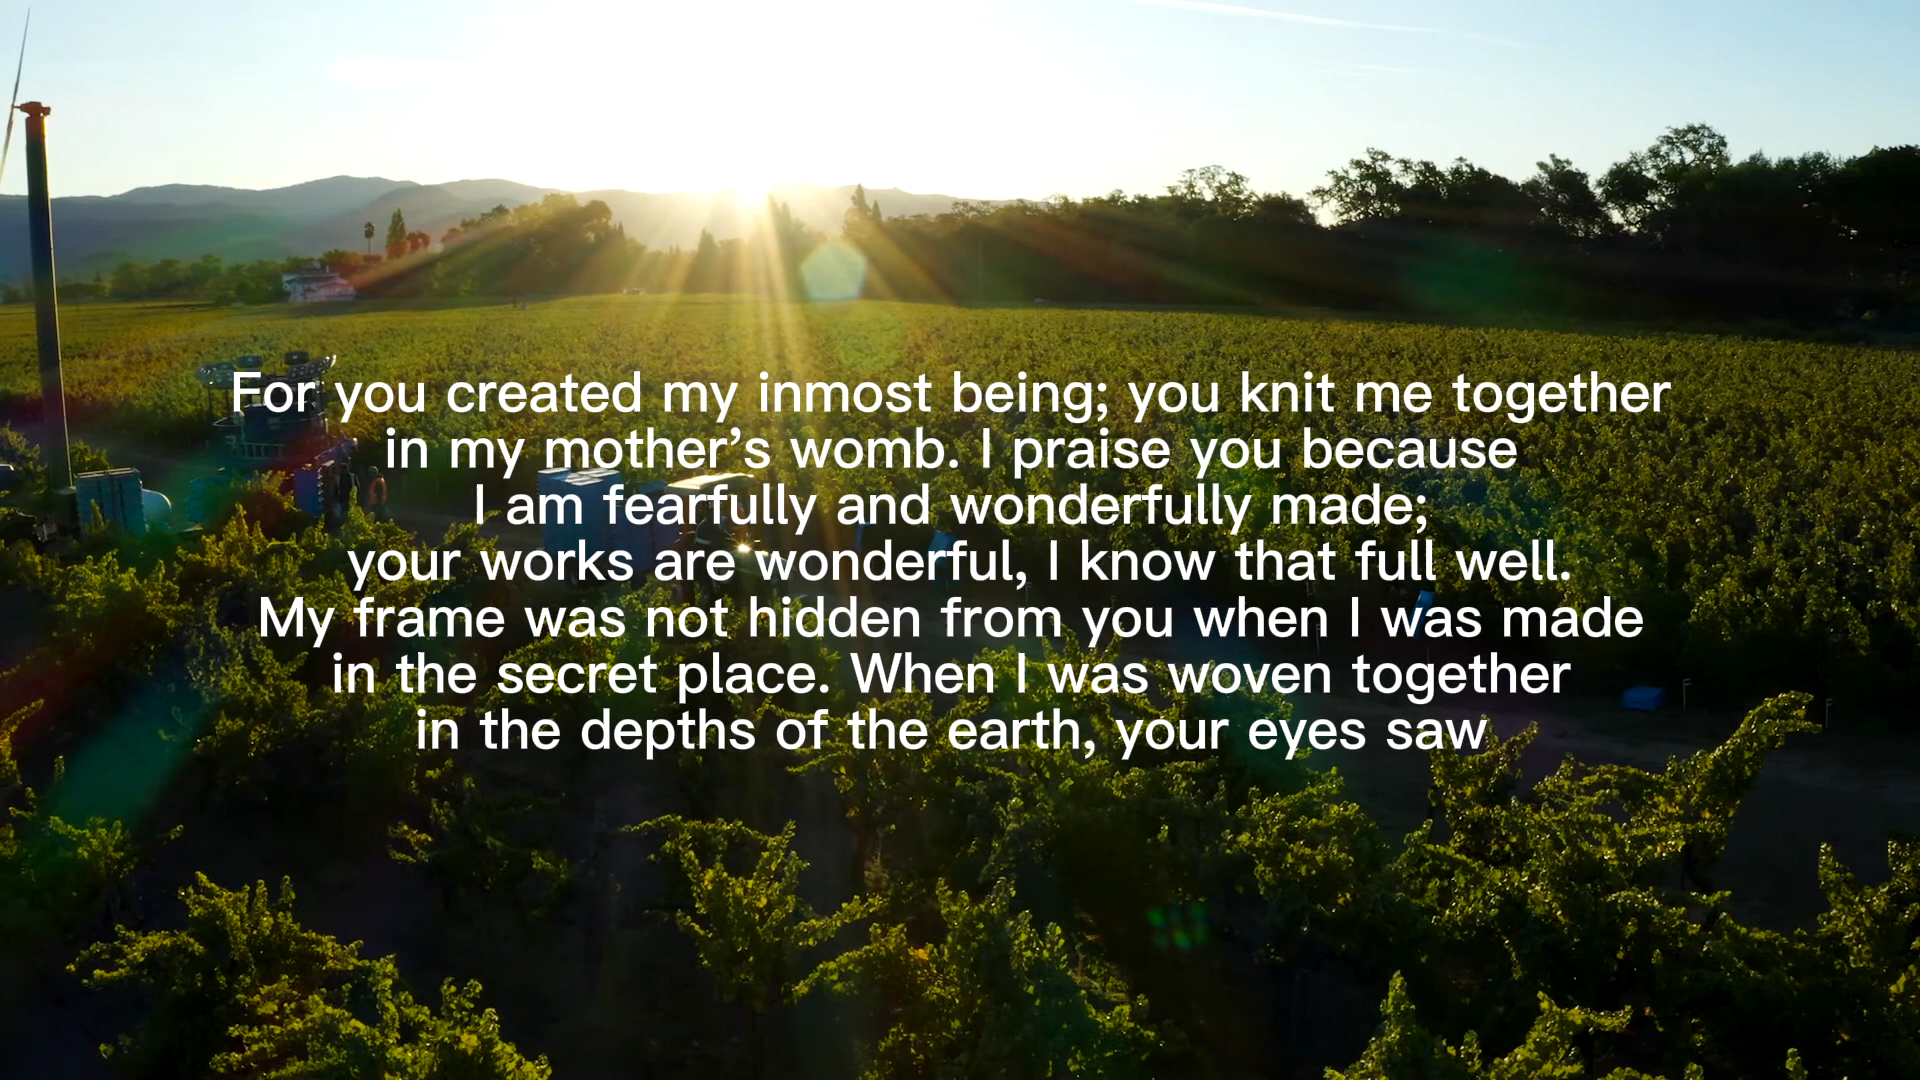 For you created my inmost being; you knit me together
in my mother’s womb. I praise you because
I am fearfully and wonderfully made;
your works are wonderful, I know that full well.
My frame was not hidden from you when I was made
in the secret place. When I was woven together
in the depths of the earth, your eyes saw